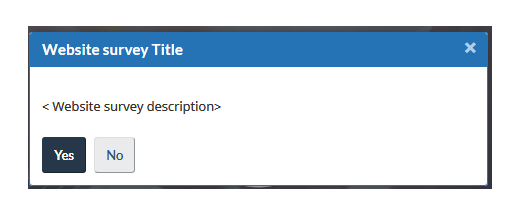 Website survey Title
< Website survey description>
Yes No